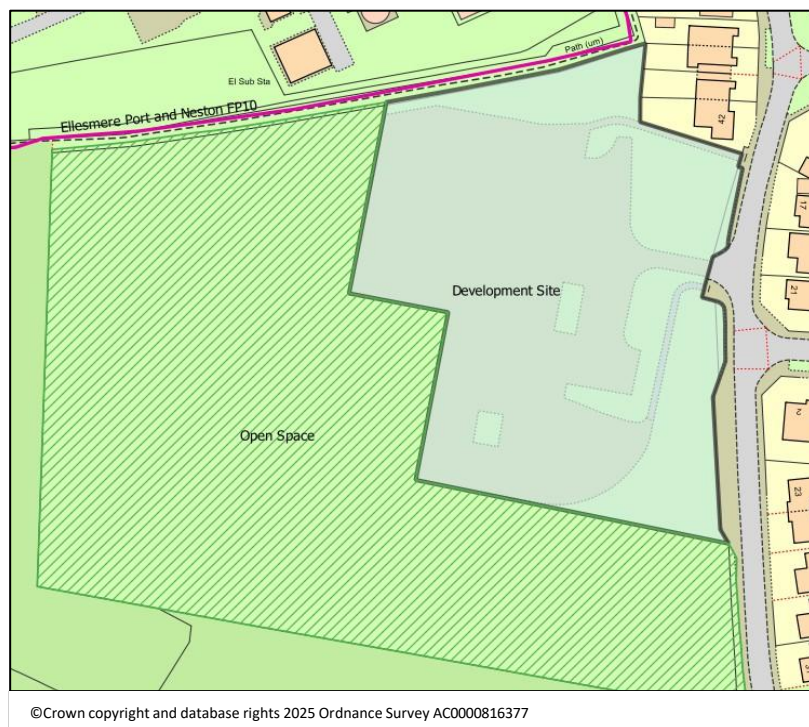 Path (um)
El Sub Sta
Ellesmere Port and Neston FP10
42
17
21
Development Site
2
Open Space
23
©Crown copyright and database rights 2025 Ordnance Survey AC0000816377